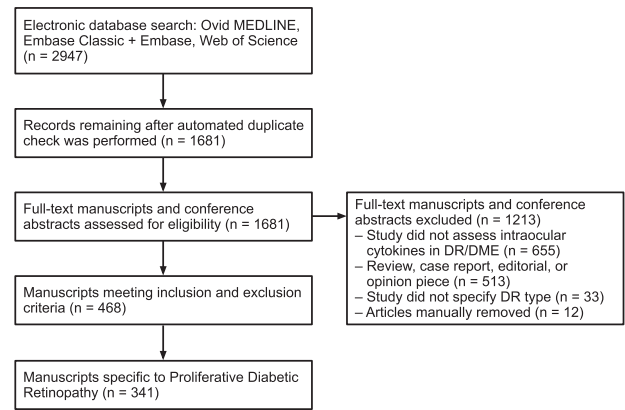 Electronic database search: Ovid MEDLINE,
Embase Classic + Embase, Web of Science
(n = 2947)
Records remaining after automated duplicate
check was performed (n = 1681)
Full-text manuscripts and conference
abstracts assessed for eligibility (n = 1681)
Full-text manuscripts and conference
abstracts excluded (n = 1213)
– Study did not assess intraocular
cytokines in DR/DME (n = 655)
– Review, case report, editorial, or
opinion piece (n = 513)
– Study did not specify DR type (n = 33)
– Articles manually removed (n = 12)
Manuscripts meeting inclusion and exclusion
criteria (n = 468)
Manuscripts specific to Proliferative Diabetic
Retinopathy (n = 341)